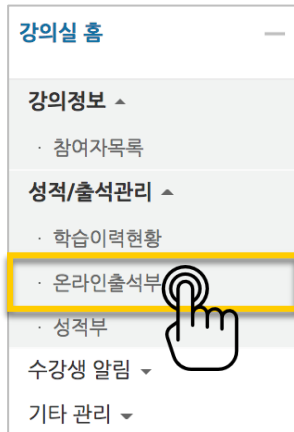 강의실 홈
강의정보
· 참여자목록
성적/출석관리
· 학습이력현황
· 온라인출석부
· 성적부
수강생 알림
기타 관리